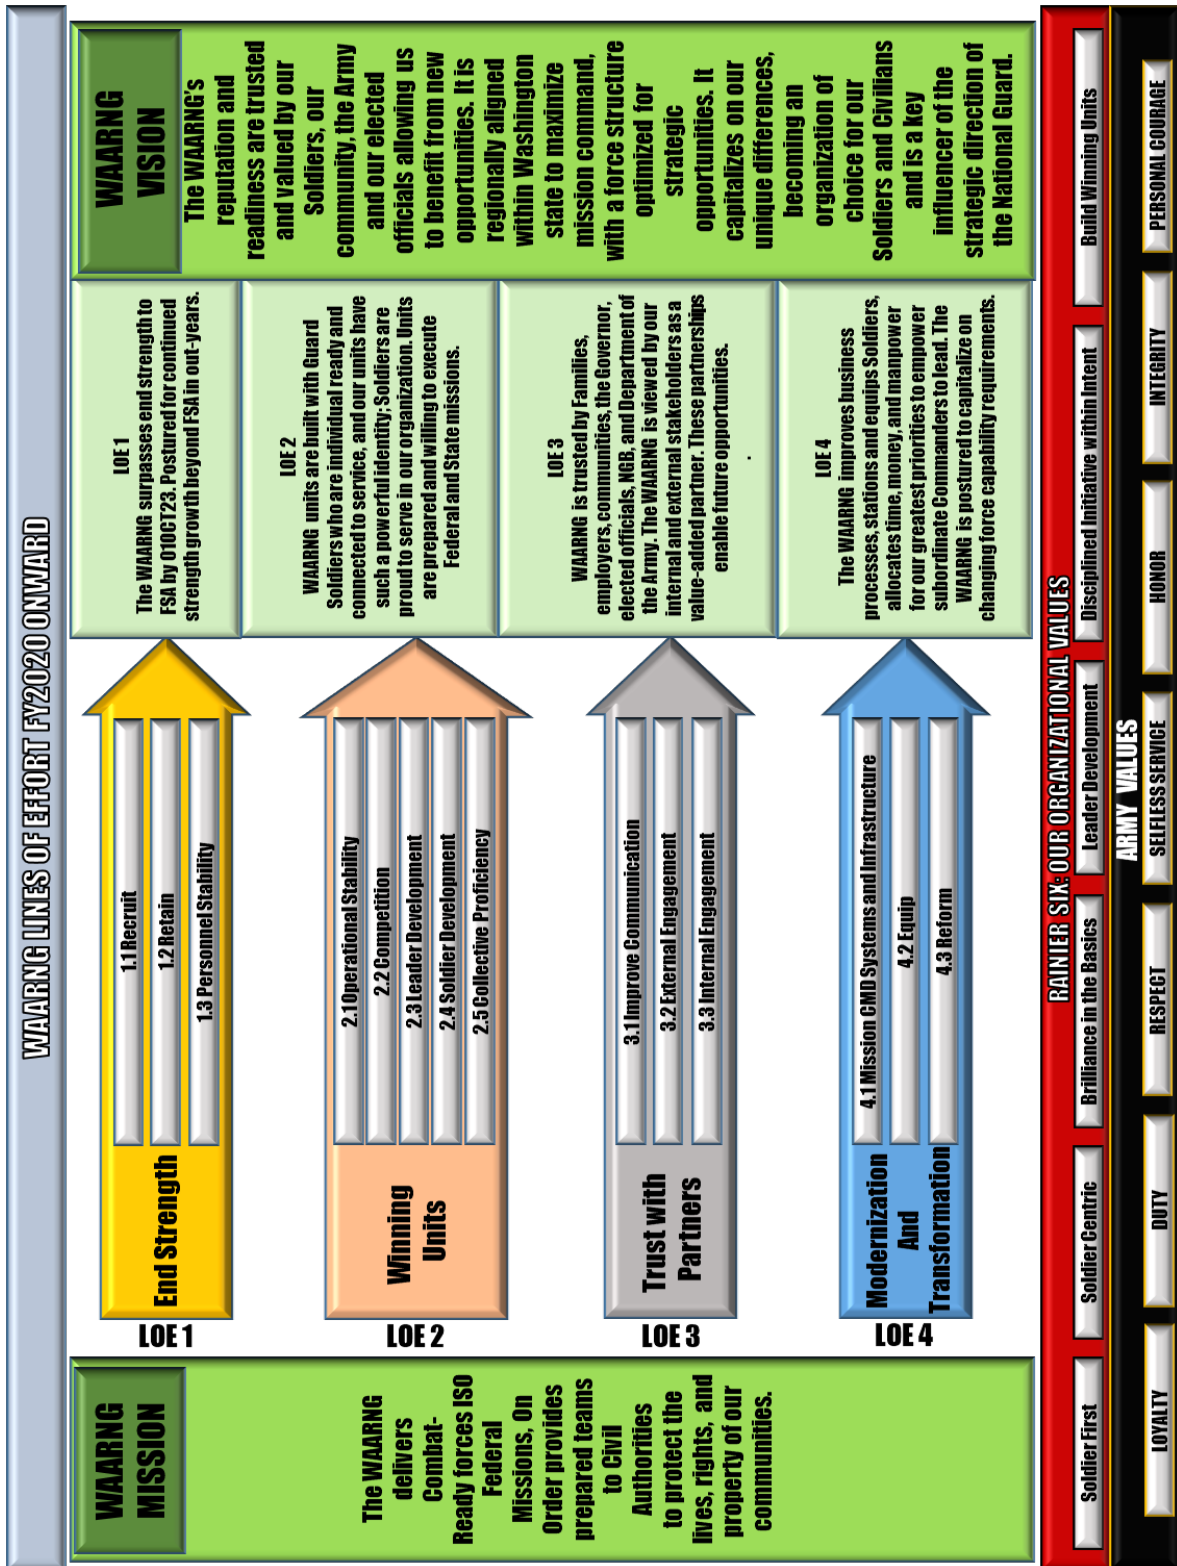 WAARNG LINES OF EFFORT FY2020 ONWARD
WAARNG
MISSION
The WAARNG
delivers
Combat-
Ready forces ISO
Federal
Missions, On
Order provides
prepared teams
to Civil
Authorities
to protect the
lives, rights, and
property of our
communities.
LOE 1
End Strength
1.1 Recruit
1.2 Retain
1.3 Personnel Stability
LOE 1
The WAARNG surpasses end strength to
FSA by 01OCT23. Postured for continued
strength growth beyond FSA in out-years.
LOE 2
Winning
Units
2.1 Operational Stability
2.2 Competition
2.3 Leader Development
2.4 Soldier Development
2.5 Collective Proficiency
LOE 2
WAARNG units are built with Guard
Soldiers who are individual ready and
connected to service, and our units have
such a powerful identity; Soldiers are
proud to serve in our organization. Units
are prepared and willing to execute
Federal and State missions.
LOE 3
Trust with
Partners
3.1 Improve Communication
3.2 External Engagement
3.3 Internal Engagement
LOE 3
WAARNG is trusted by Families,
employers, communities, the Governor,
elected officials, NGB, and Department of
the Army. The WAARNG is viewed by our
internal and external stakeholders as a
value-added partner. These partnerships
enable future opportunities.
.
LOE 4
Modernization
And
Transformation
4.1 Mission CMD Systems and Infrastructure
4.2 Equip
4.3 Reform
LOE 4
The WAARNG improves business
processes, stations and equips Soldiers,
allocates time, money, and manpower
for our greatest priorities to empower
subordinate Commanders to lead. The
WAARNG is postured to capitalize on
changing force capability requirements.
WAARNG
VISION
The WAARNG's
reputation and
readiness are trusted
and valued by our
Soldiers, our
community, the Army
and our elected
officials allowing us
to benefit from new
opportunities. It is
regionally aligned
within Washington
state to maximize
mission command,
with a force structure
optimized for
strategic
opportunities. It
capitalizes on our
unique differences,
becoming an
organization of
choice for our
Soldiers and Civilians
and is a key
influencer of the
strategic direction of
the National Guard.
RAINIER SIX: OUR ORGANIZATIONAL VALUES
Soldier First
Soldier Centric
Brilliance in the Basics
Leader Development
Disciplined Initiative within Intent
Build Winning Units
ARMY VALUES
LOYALTY
DUTY
RESPECT
SELFLESS SERVICE
HONOR
INTEGRITY
PERSONAL COURAGE